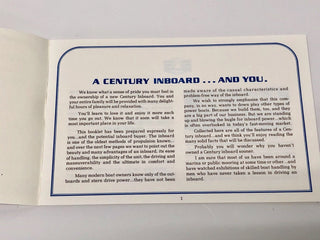 A CENTURY INBOARD . . . AND YOU.
We know what a sense of pride you must feel in
the ownership of a new Century Inboard. You and
your entire family will be provided with many delight-
ful hours of pleasure and relaxation.
You'll learn to love it and enjoy it more each
time you go out. We know that it soon will take a
most important place in your life.
This booklet has been prepared expressly for
you...and the potential inboard buyer. The inboard
is one of the oldest methods of propulsion known...
and over the next few pages we want to point out the
beauty and many advantages of an inboard, its ease
of handling, the simplicity of the unit, the driving and
maneuverability and the ultimate in comfort and
convenience.
Many modern boat owners know only of the out-
boards and stern drive power...they have not been
made aware of the casual characteristics and
problem-free way of the inboard.
We wish to strongly emphasize that this com-
pany, in no way, wants to down play other types of
power boats. Because we build them, too, and they
are a big part of our business. But we are standing
up and blowing the bugle for inboard power...which
is often overlooked in today's fast-moving market.
Collected here are all of the features of a Cen-
tury Inboard...and we think you'll enjoy reading the
many solid facts that will be discussed.
Probably you will wonder why you haven't
owned a Century Inboard sooner.
I am sure that most of us have been around a
marina or public mooring at some time or other...and
have watched exhibitions of skilled boat handling by
men who have never taken a lesson in driving an
inboard.
1